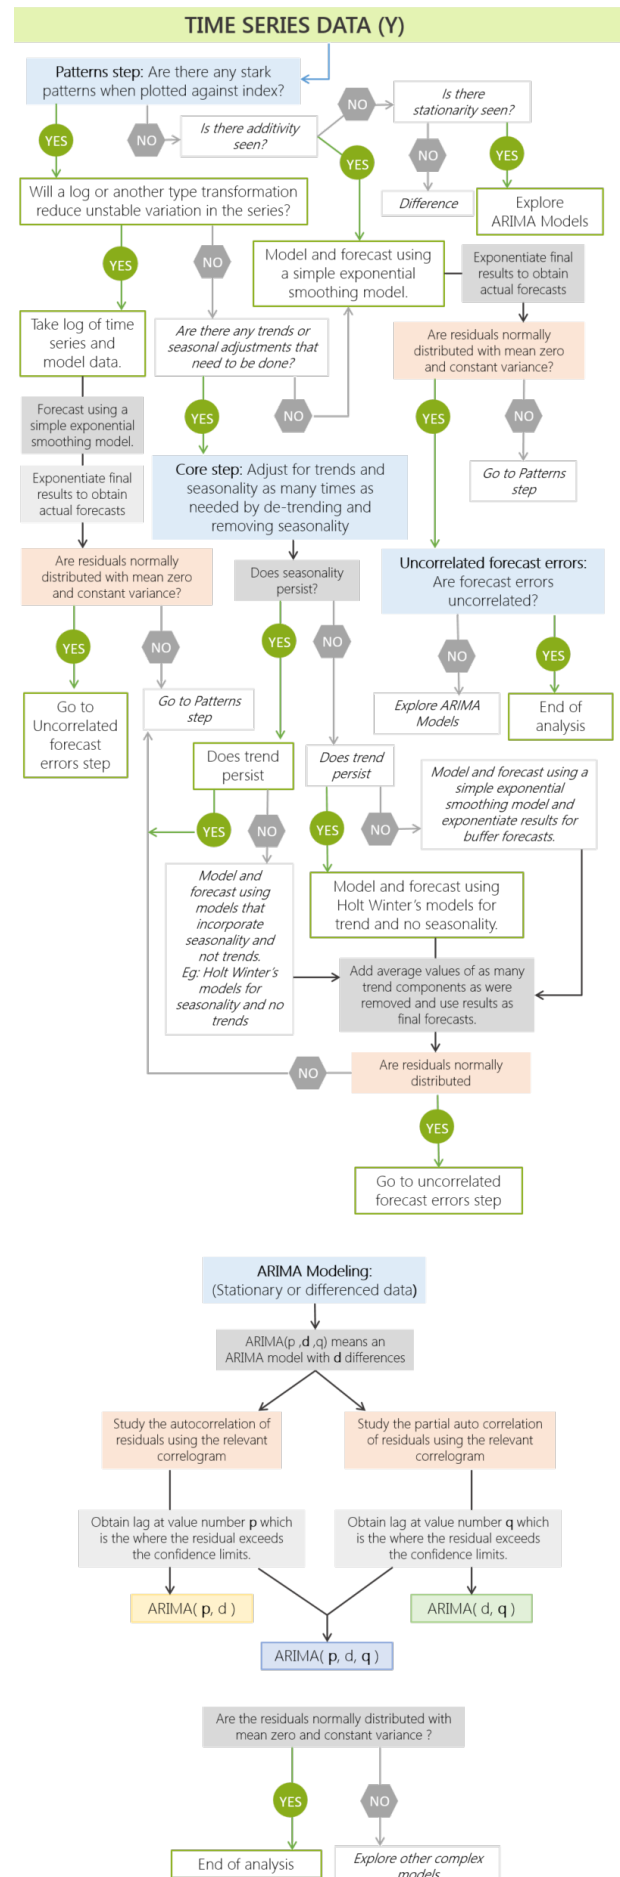 TIME SERIES DATA (Y)
Patterns step: Are there any stark
patterns when plotted against index?
NO
Is there
stationarity seen?
YES
NO
Is there additivity
seen?
YES
NO
YES
Will a log or another type transformation
reduce unstable variation in the series?
Difference
Explore
ARIMA Models
YES
NO
Model and forecast using
a simple exponential
smoothing model.
Exponentiate final
results to obtain
actual forecasts
Take log of time
series and
model data.
Are there any trends or
seasonal adjustments that
need to be done?
Are residuals normally
distributed with mean zero
and constant variance?
Forecast using a
simple exponential
smoothing model.
YES
NO
YES
NO
Exponentiate final
results to obtain
actual forecasts
Core step: Adjust for trends and
seasonality as many times as
needed by de-trending and
removing seasonality
Go to Patterns
step
Are residuals normally
distributed with mean zero
and constant variance?
Does seasonality
persist?
Uncorrelated forecast errors:
Are forecast errors
uncorrelated?
YES
NO
YES
NO
NO
YES
Go to
Uncorrelated
forecast
errors step
Go to Patterns
step
Explore ARIMA
Models
End of
analysis
Does trend
persist
Does trend
persist
Model and forecast using a
simple exponential
smoothing model and
exponentiate results for
buffer forecasts.
YES
NO
YES
NO
Model and
forecast using
models that
incorporate
seasonality and
not trends.
Eg: Holt Winter's
models for
seasonality and no
trends
Model and forecast using
Holt Winter's models for
trend and no seasonality.
Add average values of as many
trend components as were
removed and use results as
final forecasts.
NO
Are residuals normally
distributed
YES
Go to uncorrelated
forecast errors step
ARIMA Modeling:
(Stationary or differenced data)
ARIMA(p ,d ,q) means an
ARIMA model with d differences
Study the autocorrelation of
residuals using the relevant
correlogram
Study the partial auto correlation
of residuals using the relevant
correlogram
Obtain lag at value number p which
is the where the residual exceeds
the confidence limits.
Obtain lag at value number q which
is the where the residual exceeds
the confidence limits.
ARIMA( p, d )
ARIMA( d, q )
ARIMA( p, d, q )
Are the residuals normally distributed with
mean zero and constant variance ?
YES
NO
End of analysis
Explore other complex
models